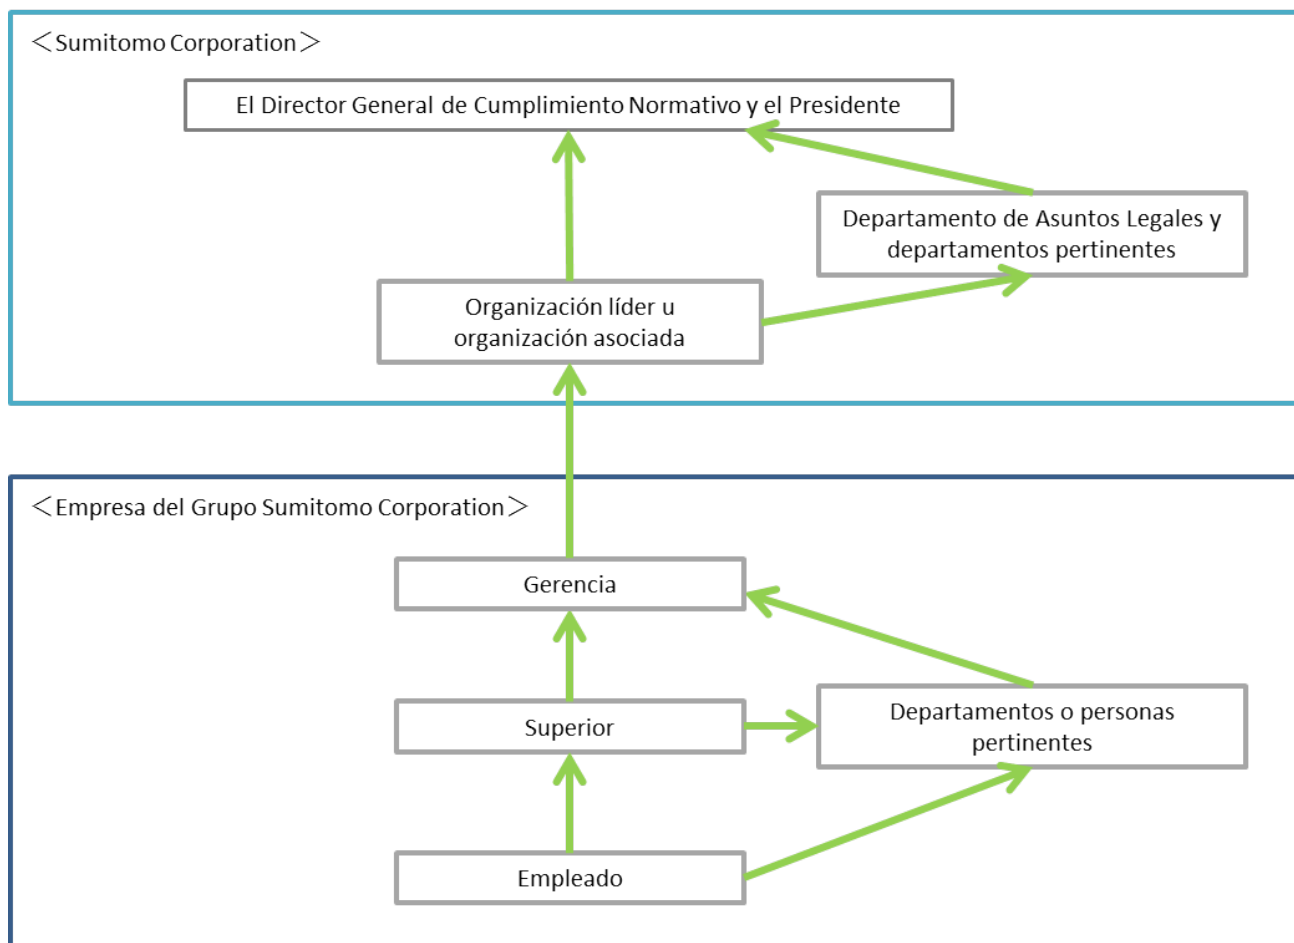 ＜Sumitomo Corporation＞
El Director General de Cumplimiento Normativo y el Presidente
Departamento de Asuntos Legales y
departamentos pertinentes
Organización líder u
organización asociada
＜Empresa del Grupo Sumitomo Corporation＞
Gerencia
Superior
Departamentos o personas
pertinentes
Empleado